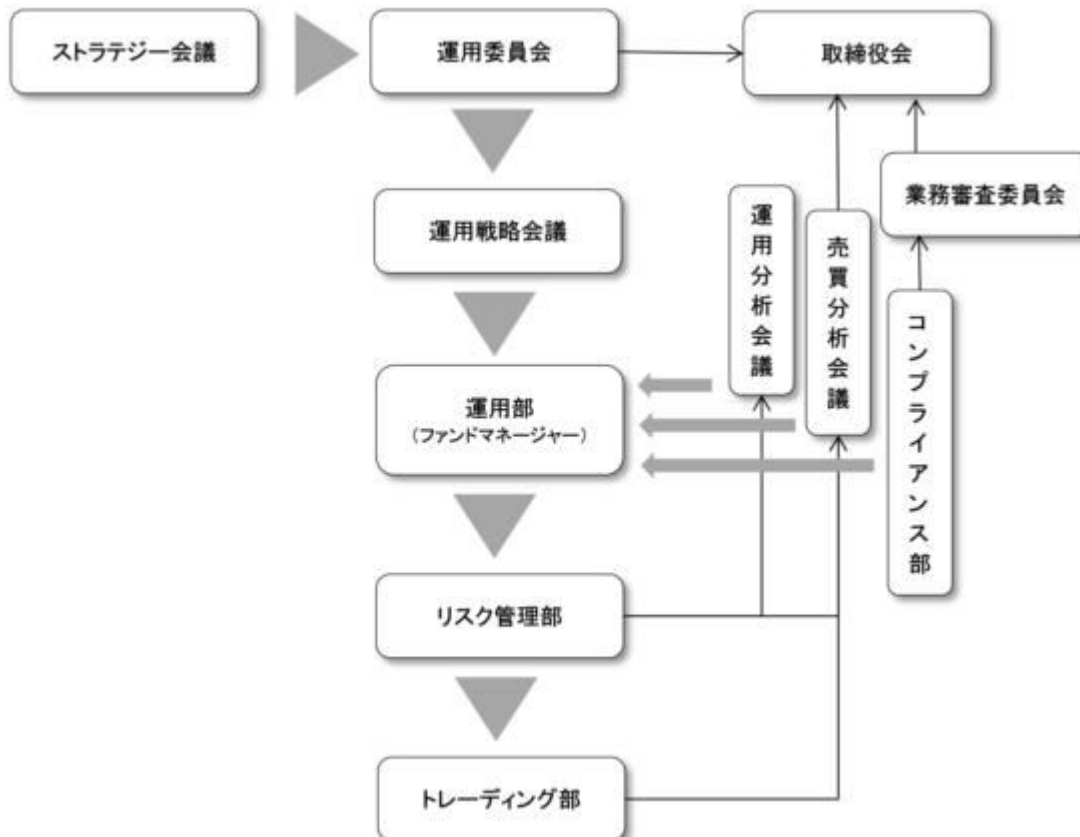 ストラテジー会議
運用委員会
取締役会
業務審査委員会
運用戦略会議
運用分析会議
売買分析会議
コンプライアンス部
運用部
(ファンドマネージャー)
リスク管理部
トレーディング部